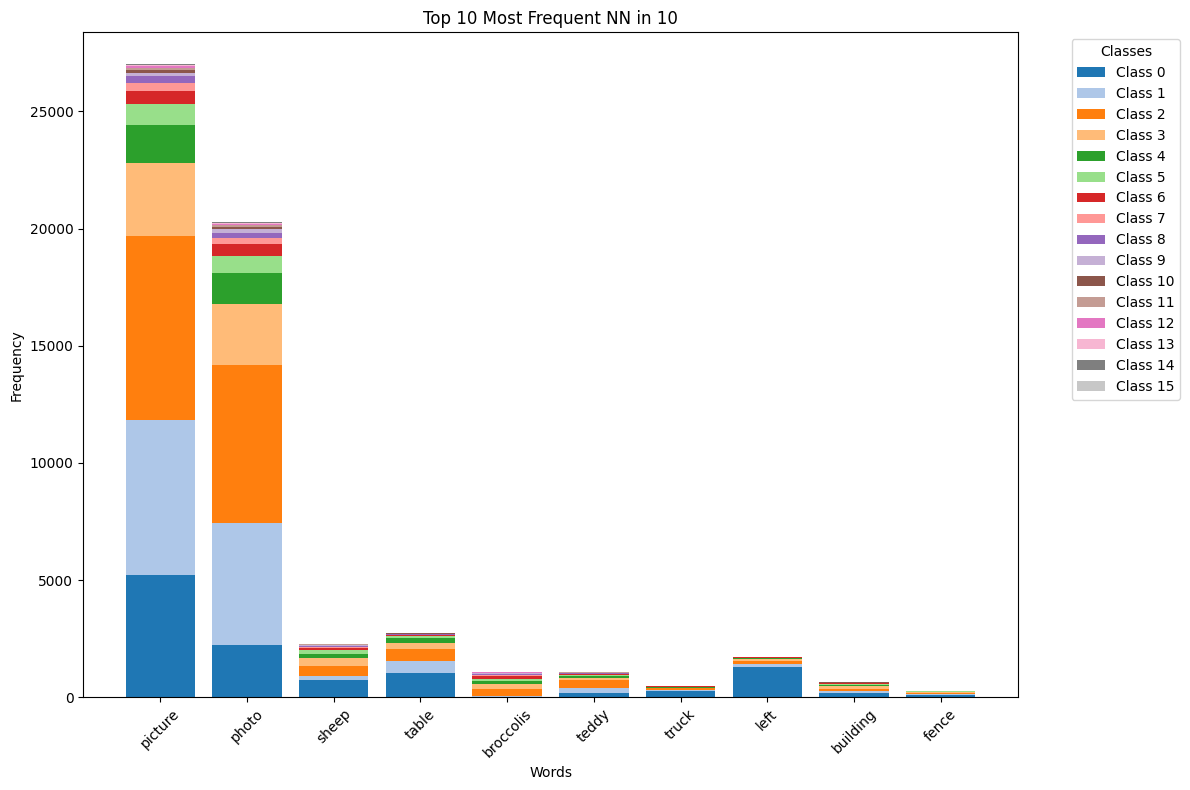 Top 10 Most Frequent NN in 10
Frequency
25000
20000
15000
10000
5000
0
picture
photo
sheep
table
broccolis
teddy
truck
left
building
fence
Words
Classes
Class 0
Class 1
Class 2
Class 3
Class 4
Class 5
Class 6
Class 7
Class 8
Class 9
Class 10
Class 11
Class 12
Class 13
Class 14
Class 15